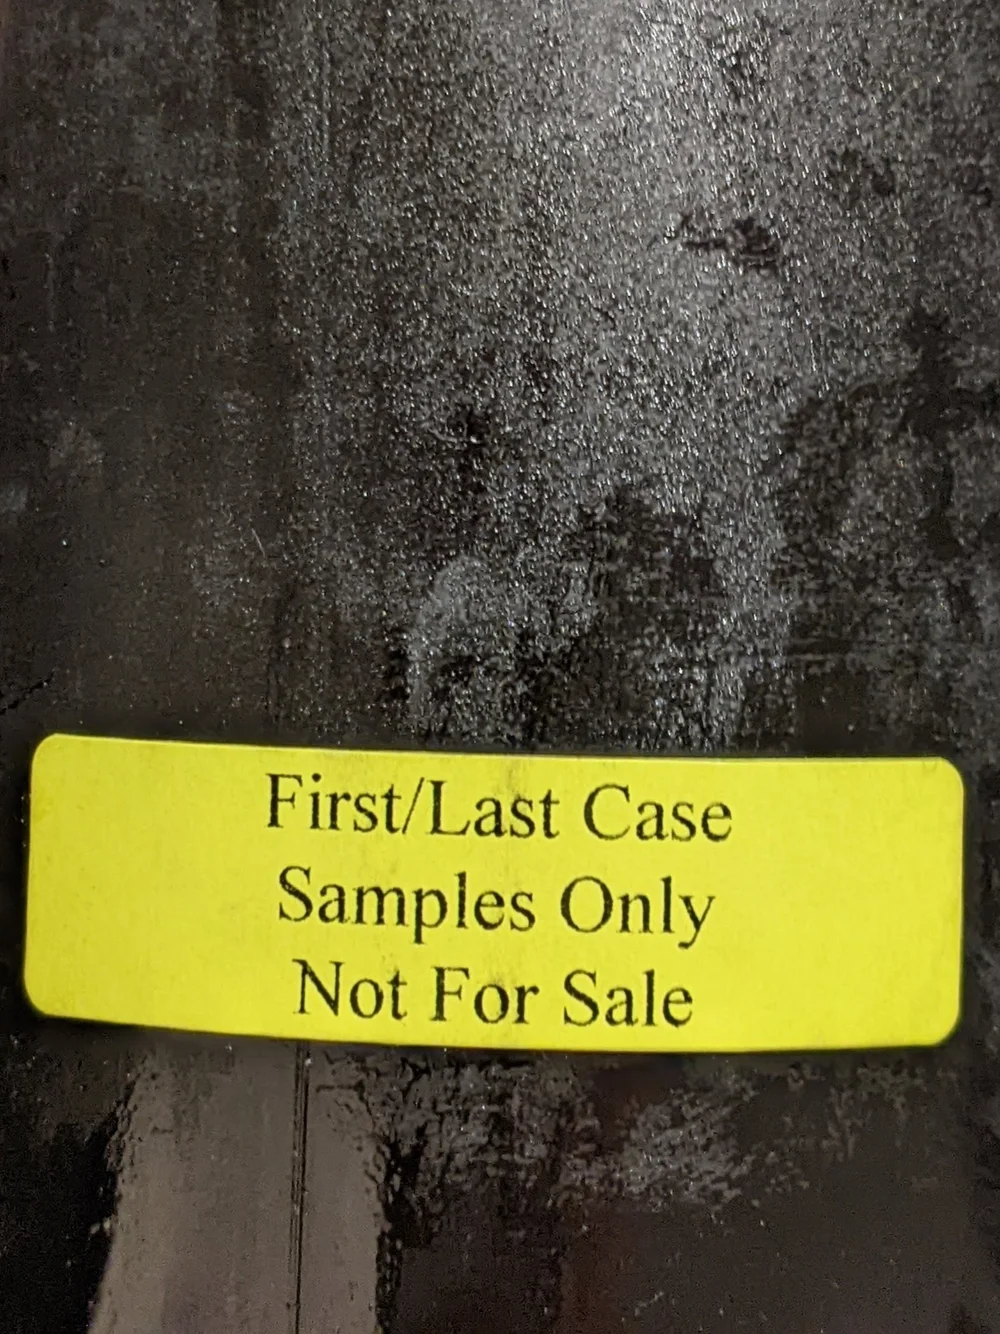 First/Last Case
Samples Only
Not For Sale